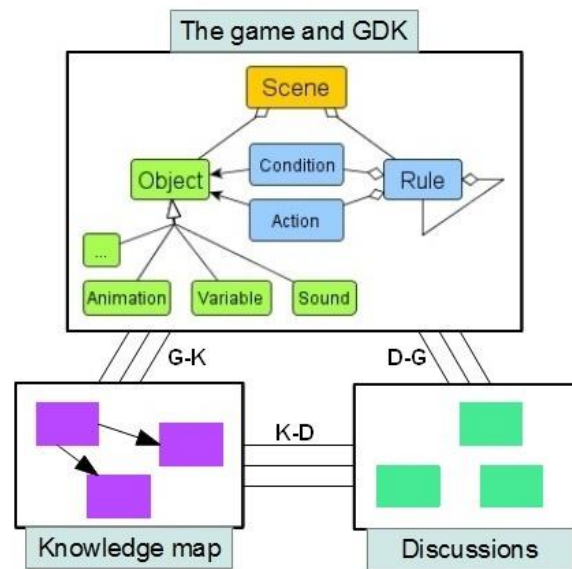 The game and GDK
Scene
Condition
Object
Rule
Action
...
Animation
Variable
Sound
G-K
D-G
K-D
Knowledge map
Discussions